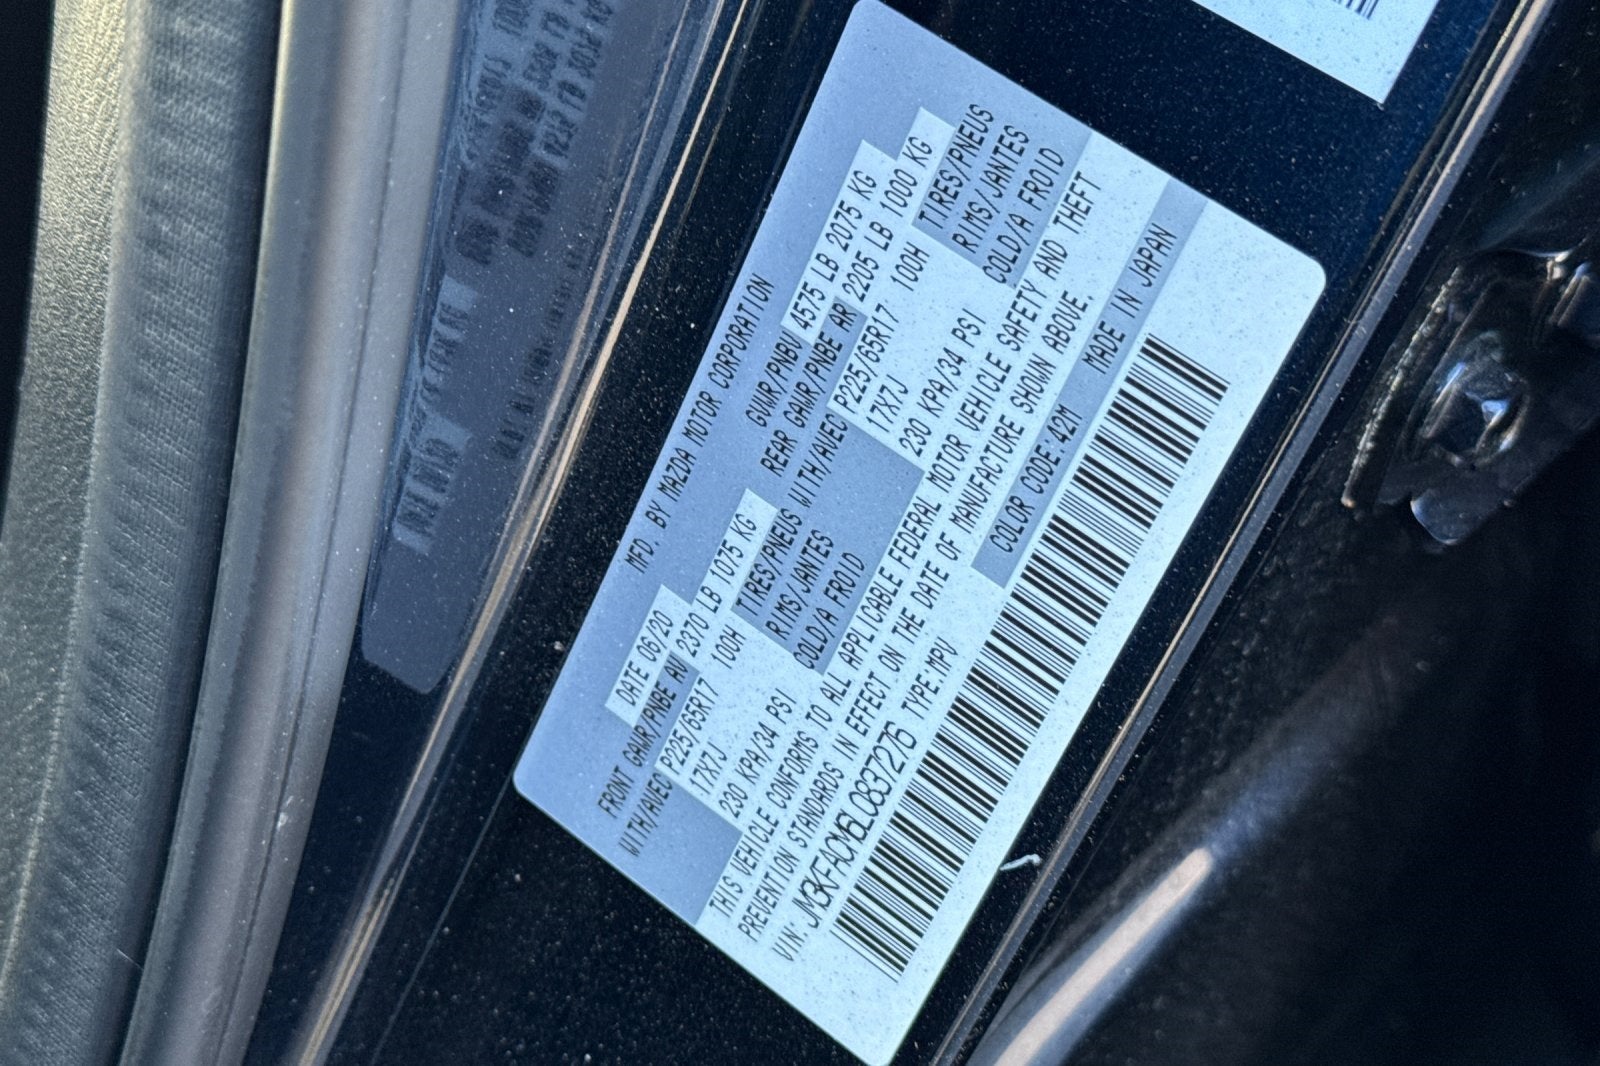 MFD. BY MAZDA MOTOR CORPORATION
DATE 06/20 GVWR/PNBV 4575 LB 2075 KG
FRONT GAWR/PNBE AV 2370 LB 1075 KG REAR GAWR/PNBE AR 2205 LB 1000 KG
WITH/AVEC P225/65R17 100H TIRES/PNEUS WITH/AVEC P225/65R17 100H TIRES/PNEUS
17X7J RIMS/JANTES 17X7J RIMS/JANTES
230 KPA/34 PSI COLD/A FROID 230 KPA/34 PSI COLD/A FROID
THIS VEHICLE CONFORMS TO ALL APPLICABLE FEDERAL MOTOR VEHICLE SAFETY AND THEFT
PREVENTION STANDARDS IN EFFECT ON THE DATE OF MANUFACTURE SHOWN ABOVE.
VIN: JM3KFACM6L0837276 TYPE:MPV COLOR CODE:42M MADE IN JAPAN